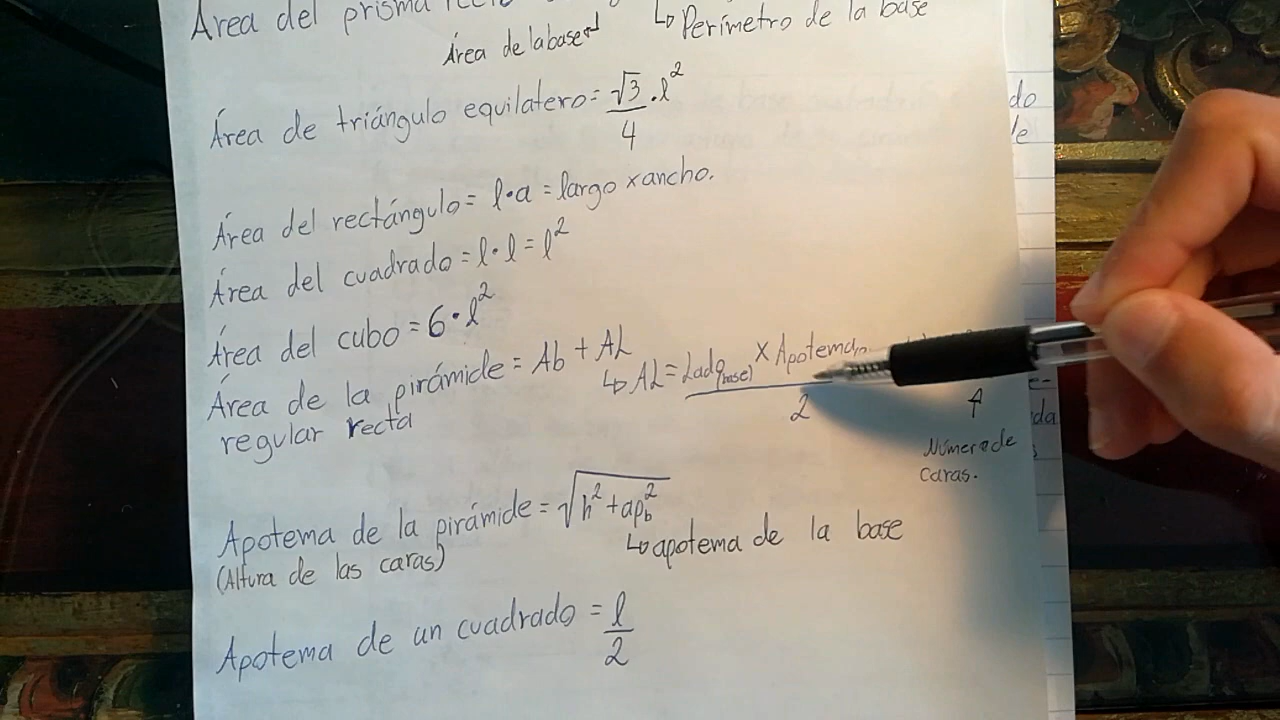 Área del prisma
Área de la base ↲ ↳ Perímetro de la base
Área de triángulo equilatero = √3/4 . l²
Área del rectángulo = l·a = largo x ancho.
Área del cuadrado = l·l = l²
Área del cubo = 6·l²
Área de la pirámide = Ab + AL
regular recta
↳ AL = Lado(base) x Apotema / 2
Número de
caras.
Apotema de la pirámide = √h² + apb²
(Altura de las caras)
↳ apotema de la base
Apotema de un cuadrado = l/2
do
le
da